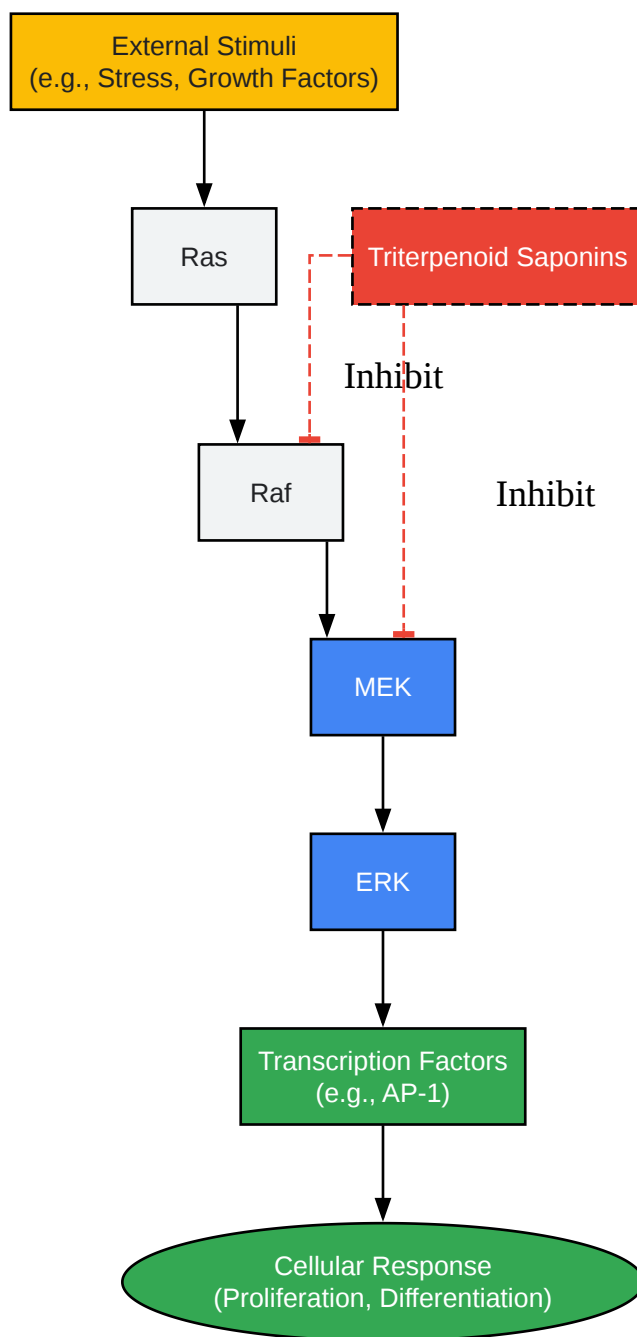 External Stimuli
(e.g., Stress, Growth Factors)
Ras
Triterpenoid Saponins
Inhibit
Raf
Inhibit
MEK
ERK
Transcription Factors
(e.g., AP-1)
Cellular Response
(Proliferation, Differentiation)